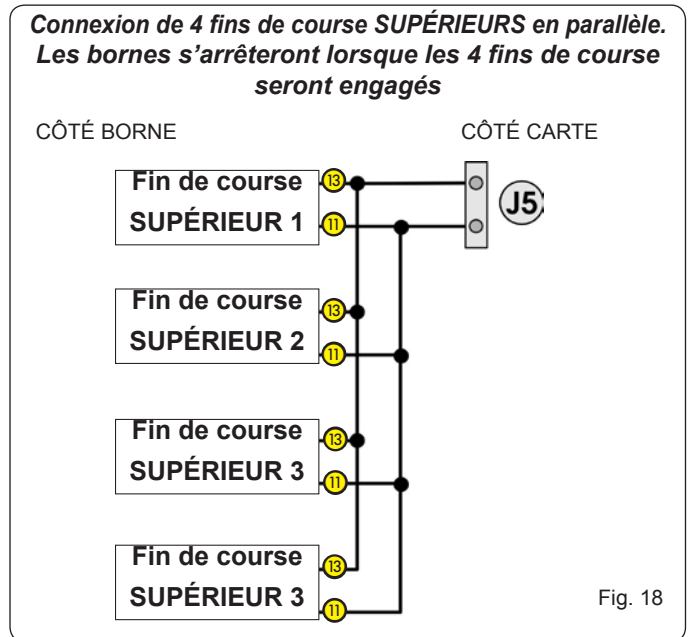 Connexion de 4 fins de course SUPÉRIEURS en parallèle.
Les bornes s’arrêteront lorsque les 4 fins de course
seront engagés
CÔTÉ BORNE
CÔTÉ CARTE
Fin de course
13
SUPÉRIEUR 1
11
J5
Fin de course
13
SUPÉRIEUR 2
11
Fin de course
13
SUPÉRIEUR 3
11
Fin de course
13
SUPÉRIEUR 3
11
Fig. 18